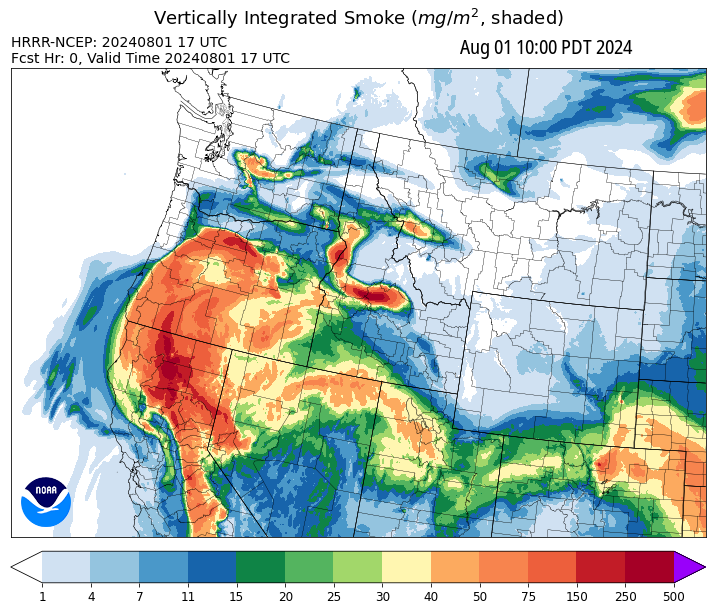 Vertically Integrated Smoke (mg/m², shaded)
HRRR-NCEP: 20240801 17 UTC
Fcst Hr: 0, Valid Time 20240801 17 UTC
Aug 01 10:00 PDT 2024
NOAA
1 4 7 11 15 20 25 30 40 50 75 150 250 500